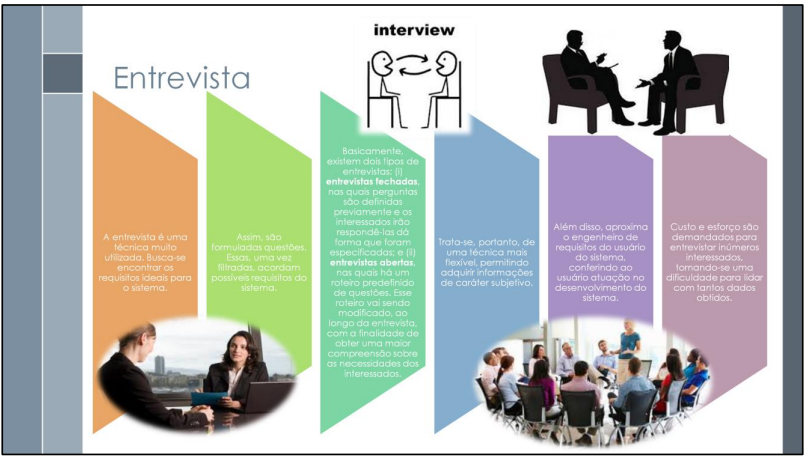 interview
Entrevista
A entrevista é uma
técnica muito
utilizada. Busca-se
encontrar os
requisitos ideais para
o sistema.
Assim, são
formuladas questões.
Essas, uma vez
filtradas, acordam
possíveis requisitos do
sistema.
Basicamente,
existem dois tipos de
entrevistas: (i)
entrevistas fechadas,
nas quais perguntas
são definidas
previamente e os
interessados irão
respondê-las dá
forma que foram
especificadas; e (ii)
entrevistas abertas,
nas quais há um
roteiro predefinido
de questões. Esse
roteiro vai sendo
modificado, ao
longo da entrevista,
com a finalidade de
obter uma maior
compreensão sobre
as necessidades dos
interessados.
Trata-se, portanto, de
uma técnica mais
flexível, permitindo
adquirir informações
de caráter subjetivo.
Além disso, aproxima
o engenheiro de
requisitos do usuário
do sistema,
conferindo ao
usuário atuação no
desenvolvimento do
sistema.
Custo e esforço são
demandados para
entrevistar inúmeros
interessados,
tornando-se uma
dificuldade para lidar
com tantos dados
obtidos.